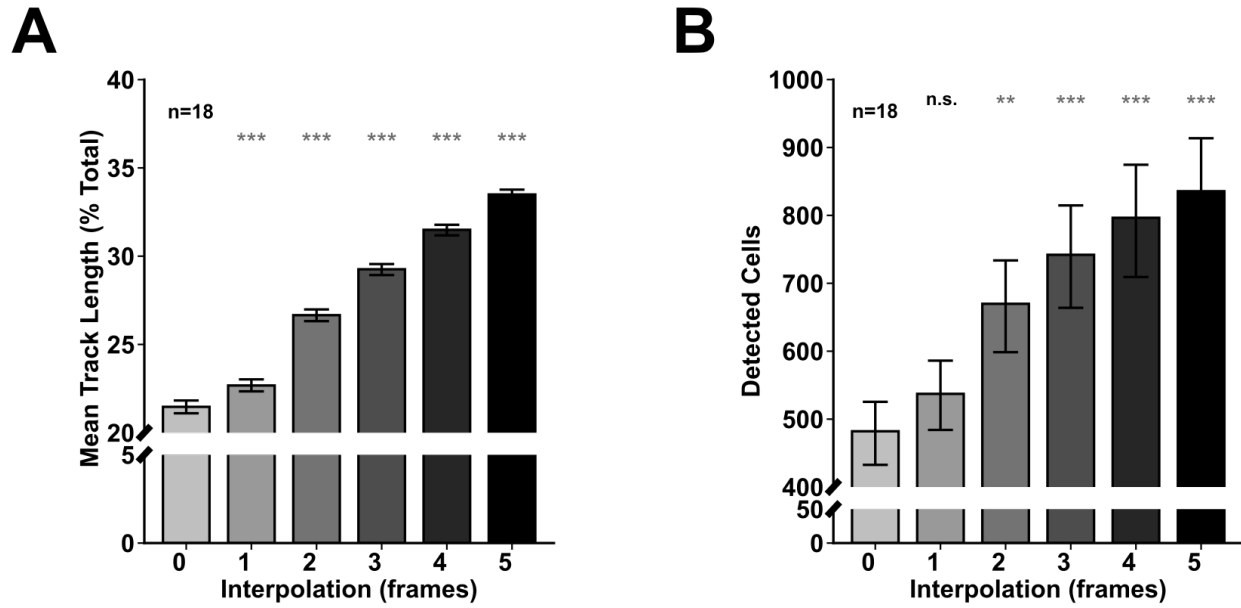 A
Mean Track Length (% Total)
40
35
30
25
20
5
0
n=18
*** *** *** *** ***
0 1 2 3 4 5
Interpolation (frames)
B
Detected Cells
1000
900
800
700
600
500
400
50
0
n=18 n.s. ** *** *** ***
0 1 2 3 4 5
Interpolation (frames)